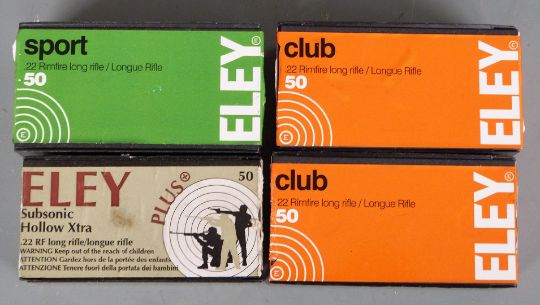 sport
.22 Rimfire long rifle / Longue Rifle
50
ELEY
E
E
club
.22 Rimfire long rifle / Longue Rifle
50
ELEY
E
E
ELEY
PLUS
50
Subsonic
Hollow Xtra
.22 RF long rifle/longue rifle
WARNING Keep out of the reach of children
ATTENTION Gardez hors de la portée des enfants
ATTENZIONE Tenere fuori della portata dai bambini
club
.22 Rimfire long rifle / Longue Rifle
50
ELEY
E
E